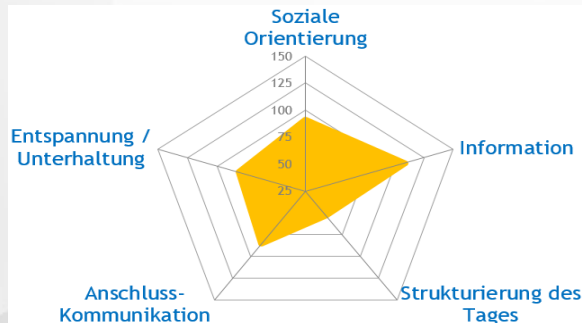 Soziale
Orientierung
150
125
100
75
50
25
Entspannung /
Unterhaltung
Information
Anschluss-
Kommunikation
Strukturierung des
Tages